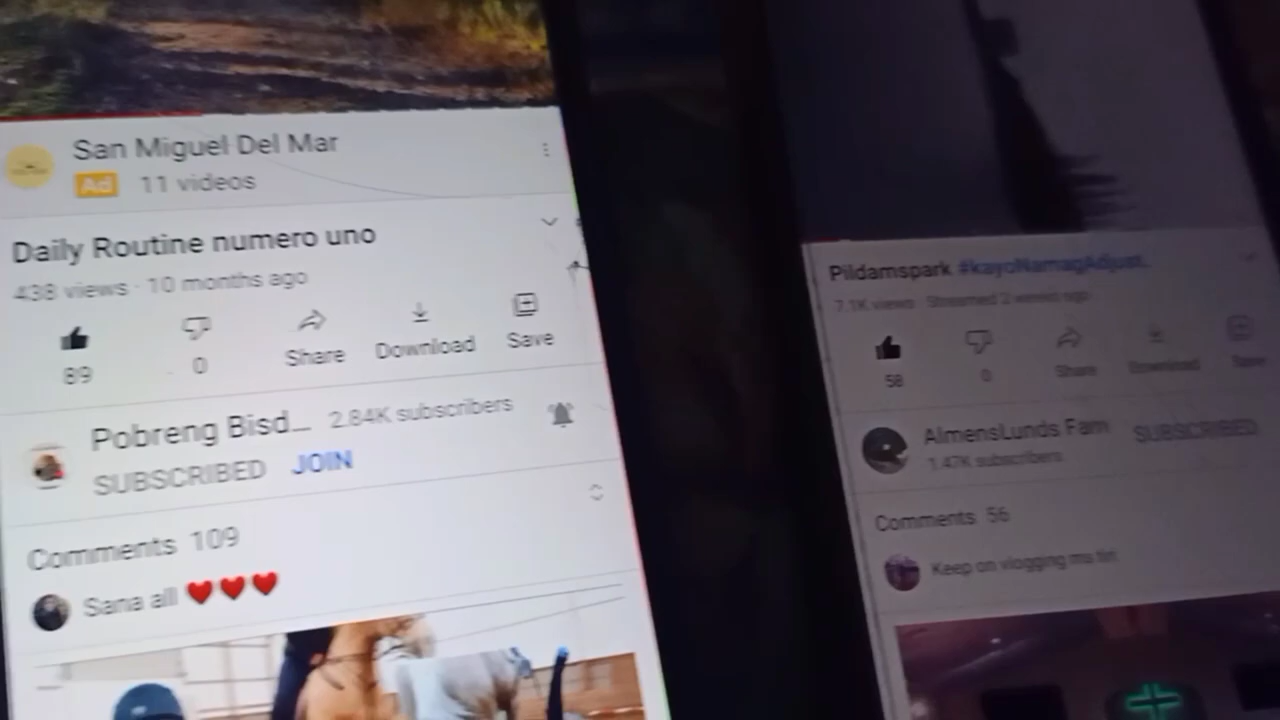 San Miguel Del Mar
Ad 11 videos
Daily Routine numero uno
438 views · 10 months ago
89
0
Share
Download
Save
Pobreng Bisd... 2.84K subscribers
SUBSCRIBED JOIN
Comments 109
Sana all ❤️❤️❤️
Pildamspark #kayoNamagAdjust..
7.1K views · Streamed 2 weeks ago
58
0
Share
Download
Save
AlmensLunds Fam SUBSCRIBED
1.47K subscribers
Comments 56
Keep on vlogging ms tin